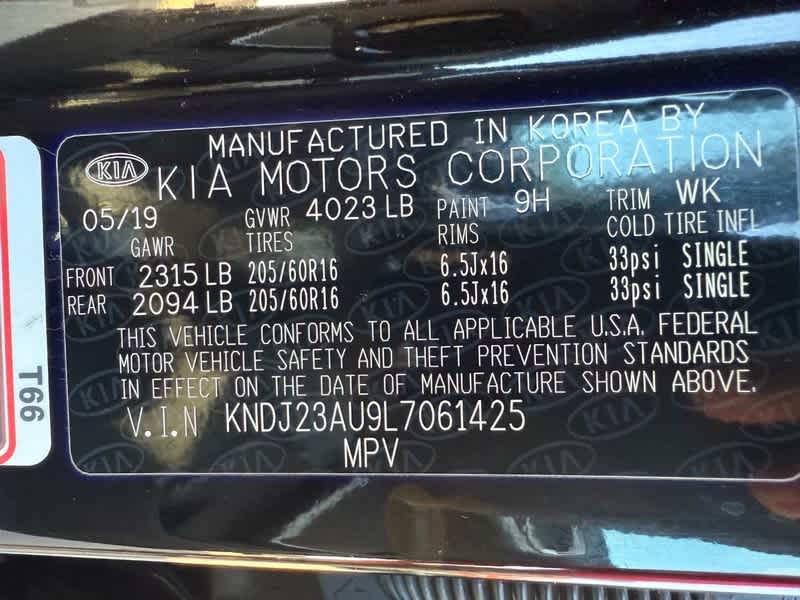 MANUFACTURED IN KOREA BY
KIA KIA MOTORS CORPORATION
05/19 GVWR 4023 LB PAINT 9H TRIM WK
GAWR TIRES RIMS COLD TIRE INFL
FRONT 2315 LB 205/60R16 6.5Jx16 33psi SINGLE
REAR 2094 LB 205/60R16 6.5Jx16 33psi SINGLE
THIS VEHICLE CONFORMS TO ALL APPLICABLE U.S.A. FEDERAL
MOTOR VEHICLE SAFETY AND THEFT PREVENTION STANDARDS
IN EFFECT ON THE DATE OF MANUFACTURE SHOWN ABOVE.
V.I.N KNDJ23AU9L7061425
MPV
T66